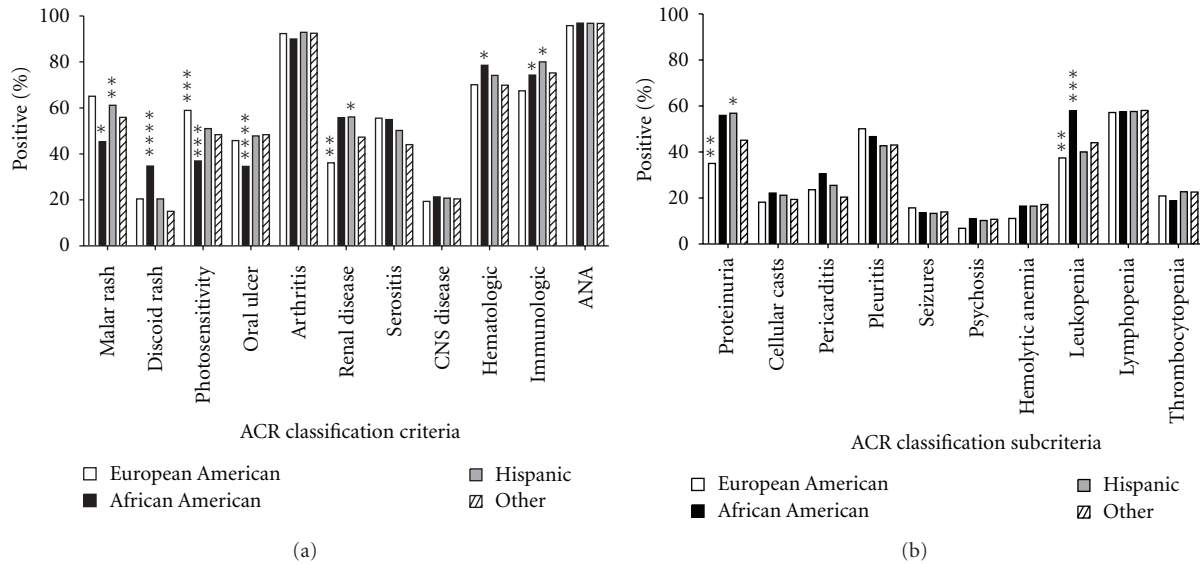 100
80
60
40
20
0
Positive (%)
*
**
****
***
***
****
**
*
*
*
*
Malar rash
Discoid rash
Photosensitivity
Oral ulcer
Arthritis
Renal disease
Serositis
CNS disease
Hematologic
Immunologic
ANA
ACR classification criteria
European American
African American
Hispanic
Other
(a)
100
80
60
40
20
0
Positive (%)
**
*
**
***
Proteinuria
Cellular casts
Pericarditis
Pleuritis
Seizures
Psychosis
Hemolytic anemia
Leukopenia
Lymphopenia
Thrombocytopenia
ACR classification subcriteria
European American
African American
Hispanic
Other
(b)